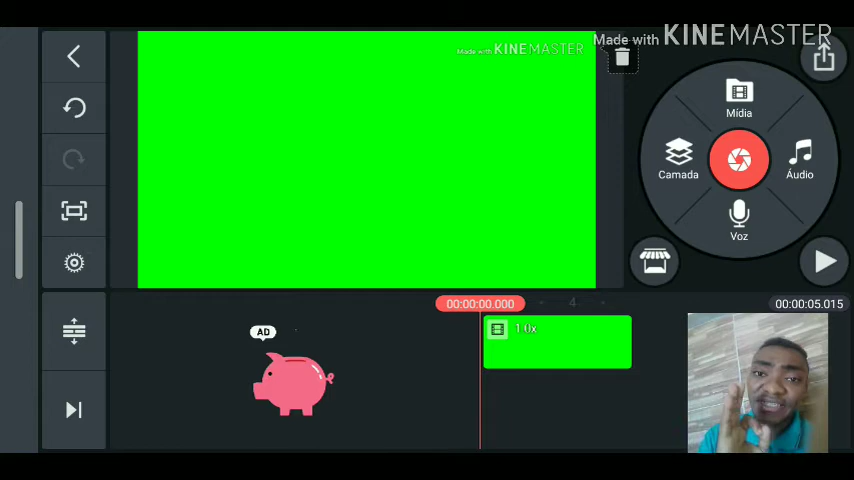 Made with KINEMASTER
Made with KINEMASTER
Mídia
Camada
Áudio
Voz
00:00:00.000
4
00:00:05.015
1.0x
AD